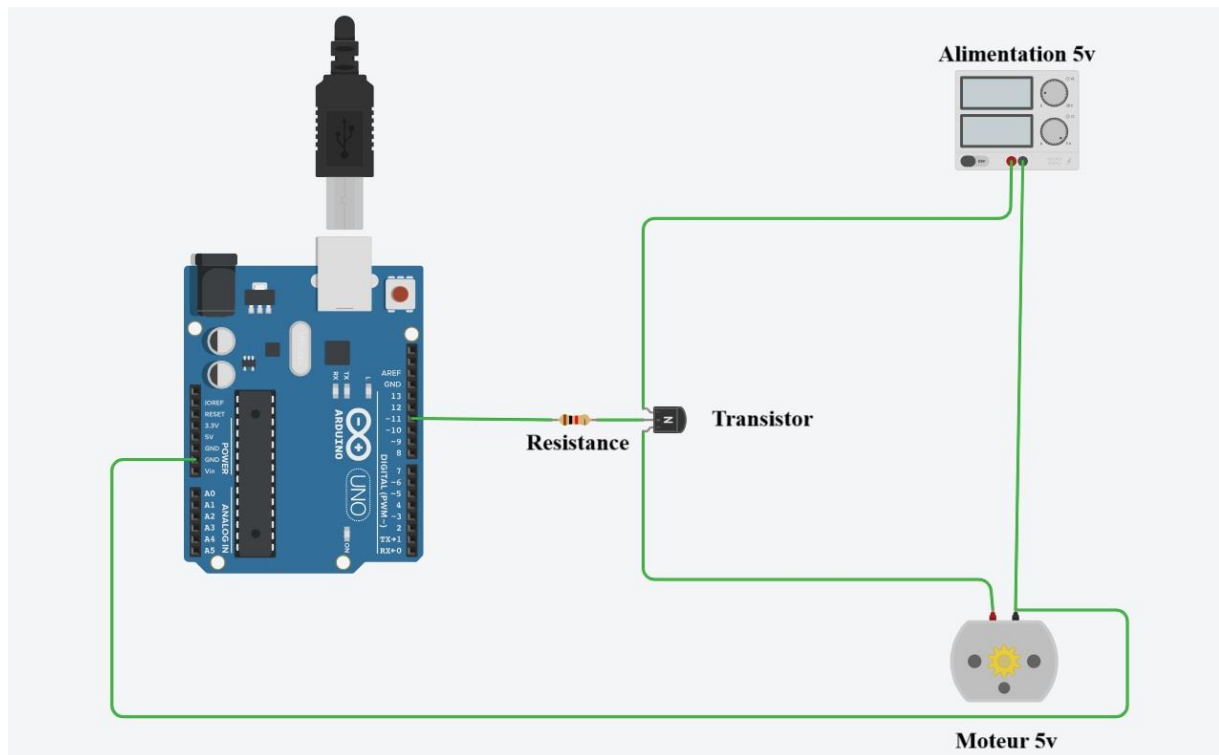 Alimentation 5v
AREF
GND
13
12
~11
~10
~9
8
7
~6
~5
4
~3
2
TX→1
RX←0
DIGITAL (PWM~)
IOREF
RESET
3.3V
5V
GND
GND
Vin
POWER
A0
A1
A2
A3
A4
A5
ANALOG IN
RX
TX
L
ARDUINO
UNO
ON
N
Resistance
Transistor
Moteur 5v